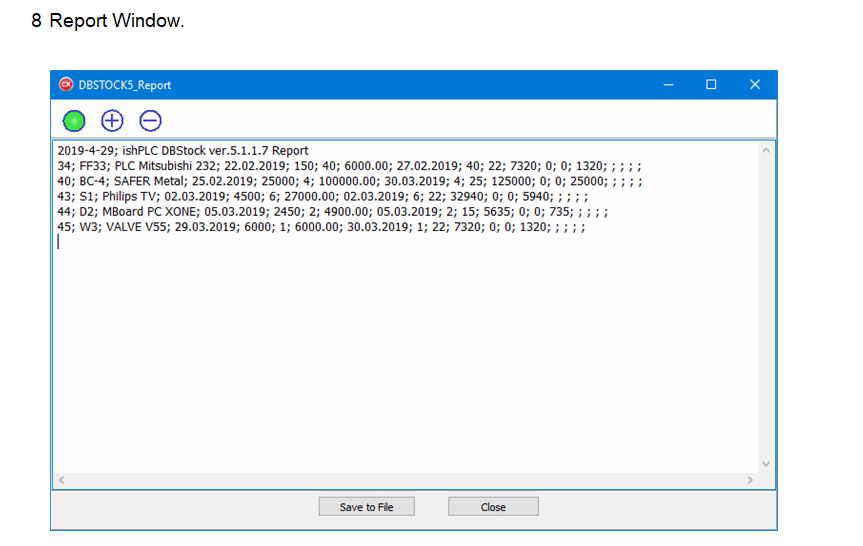 8 Report Window.
DBSTOCK5_Report
2019-4-29; ishPLC DBStock ver.5.1.1.7 Report
34; FF33; PLC Mitsubishi 232; 22.02.2019; 150; 40; 6000.00; 27.02.2019; 40; 22; 7320; 0; 0; 1320; ; ; ; ;
40; BC-4; SAFER Metal; 25.02.2019; 25000; 4; 100000.00; 30.03.2019; 4; 25; 125000; 0; 0; 25000; ; ; ; ;
43; S1; Philips TV; 02.03.2019; 4500; 6; 27000.00; 02.03.2019; 6; 22; 32940; 0; 0; 5940; ; ; ; ;
44; D2; MBoard PC XONE; 05.03.2019; 2450; 2; 4900.00; 05.03.2019; 2; 15; 5635; 0; 0; 735; ; ; ; ;
45; W3; VALVE V55; 29.03.2019; 6000; 1; 6000.00; 30.03.2019; 1; 22; 7320; 0; 0; 1320; ; ; ; ;
Save to File
Close